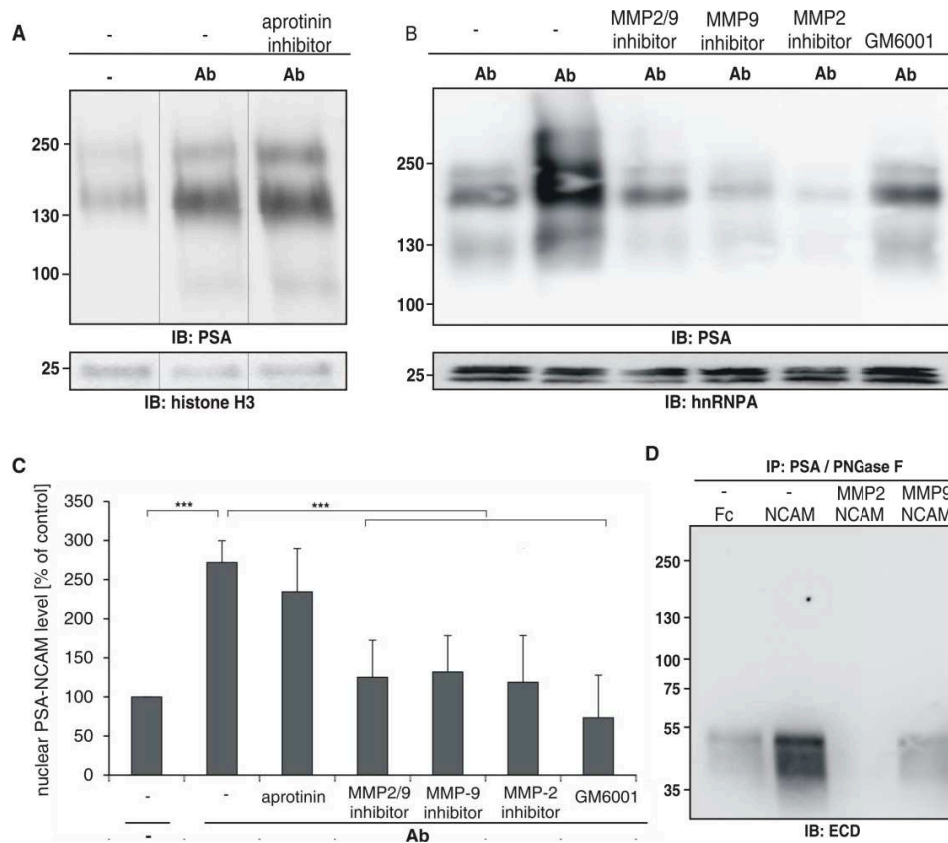 A
- - aprotinin inhibitor
- Ab Ab
250
130
100
IB: PSA
25
IB: histone H3
B
- - MMP2/9 inhibitor MMP9 inhibitor MMP2 inhibitor GM6001
Ab Ab Ab Ab Ab Ab
250
130
100
IB: PSA
25
IB: hnRNPA
C
nuclear PSA-NCAM level [% of control]
350
300
250
200
150
100
50
0
*** ***
- - aprotinin MMP2/9 inhibitor MMP-9 inhibitor MMP-2 inhibitor GM6001
- Ab
D
IP: PSA / PNGase F
- - MMP2 MMP9
Fc NCAM NCAM NCAM
250
130
100
75
55
35
IB: ECD